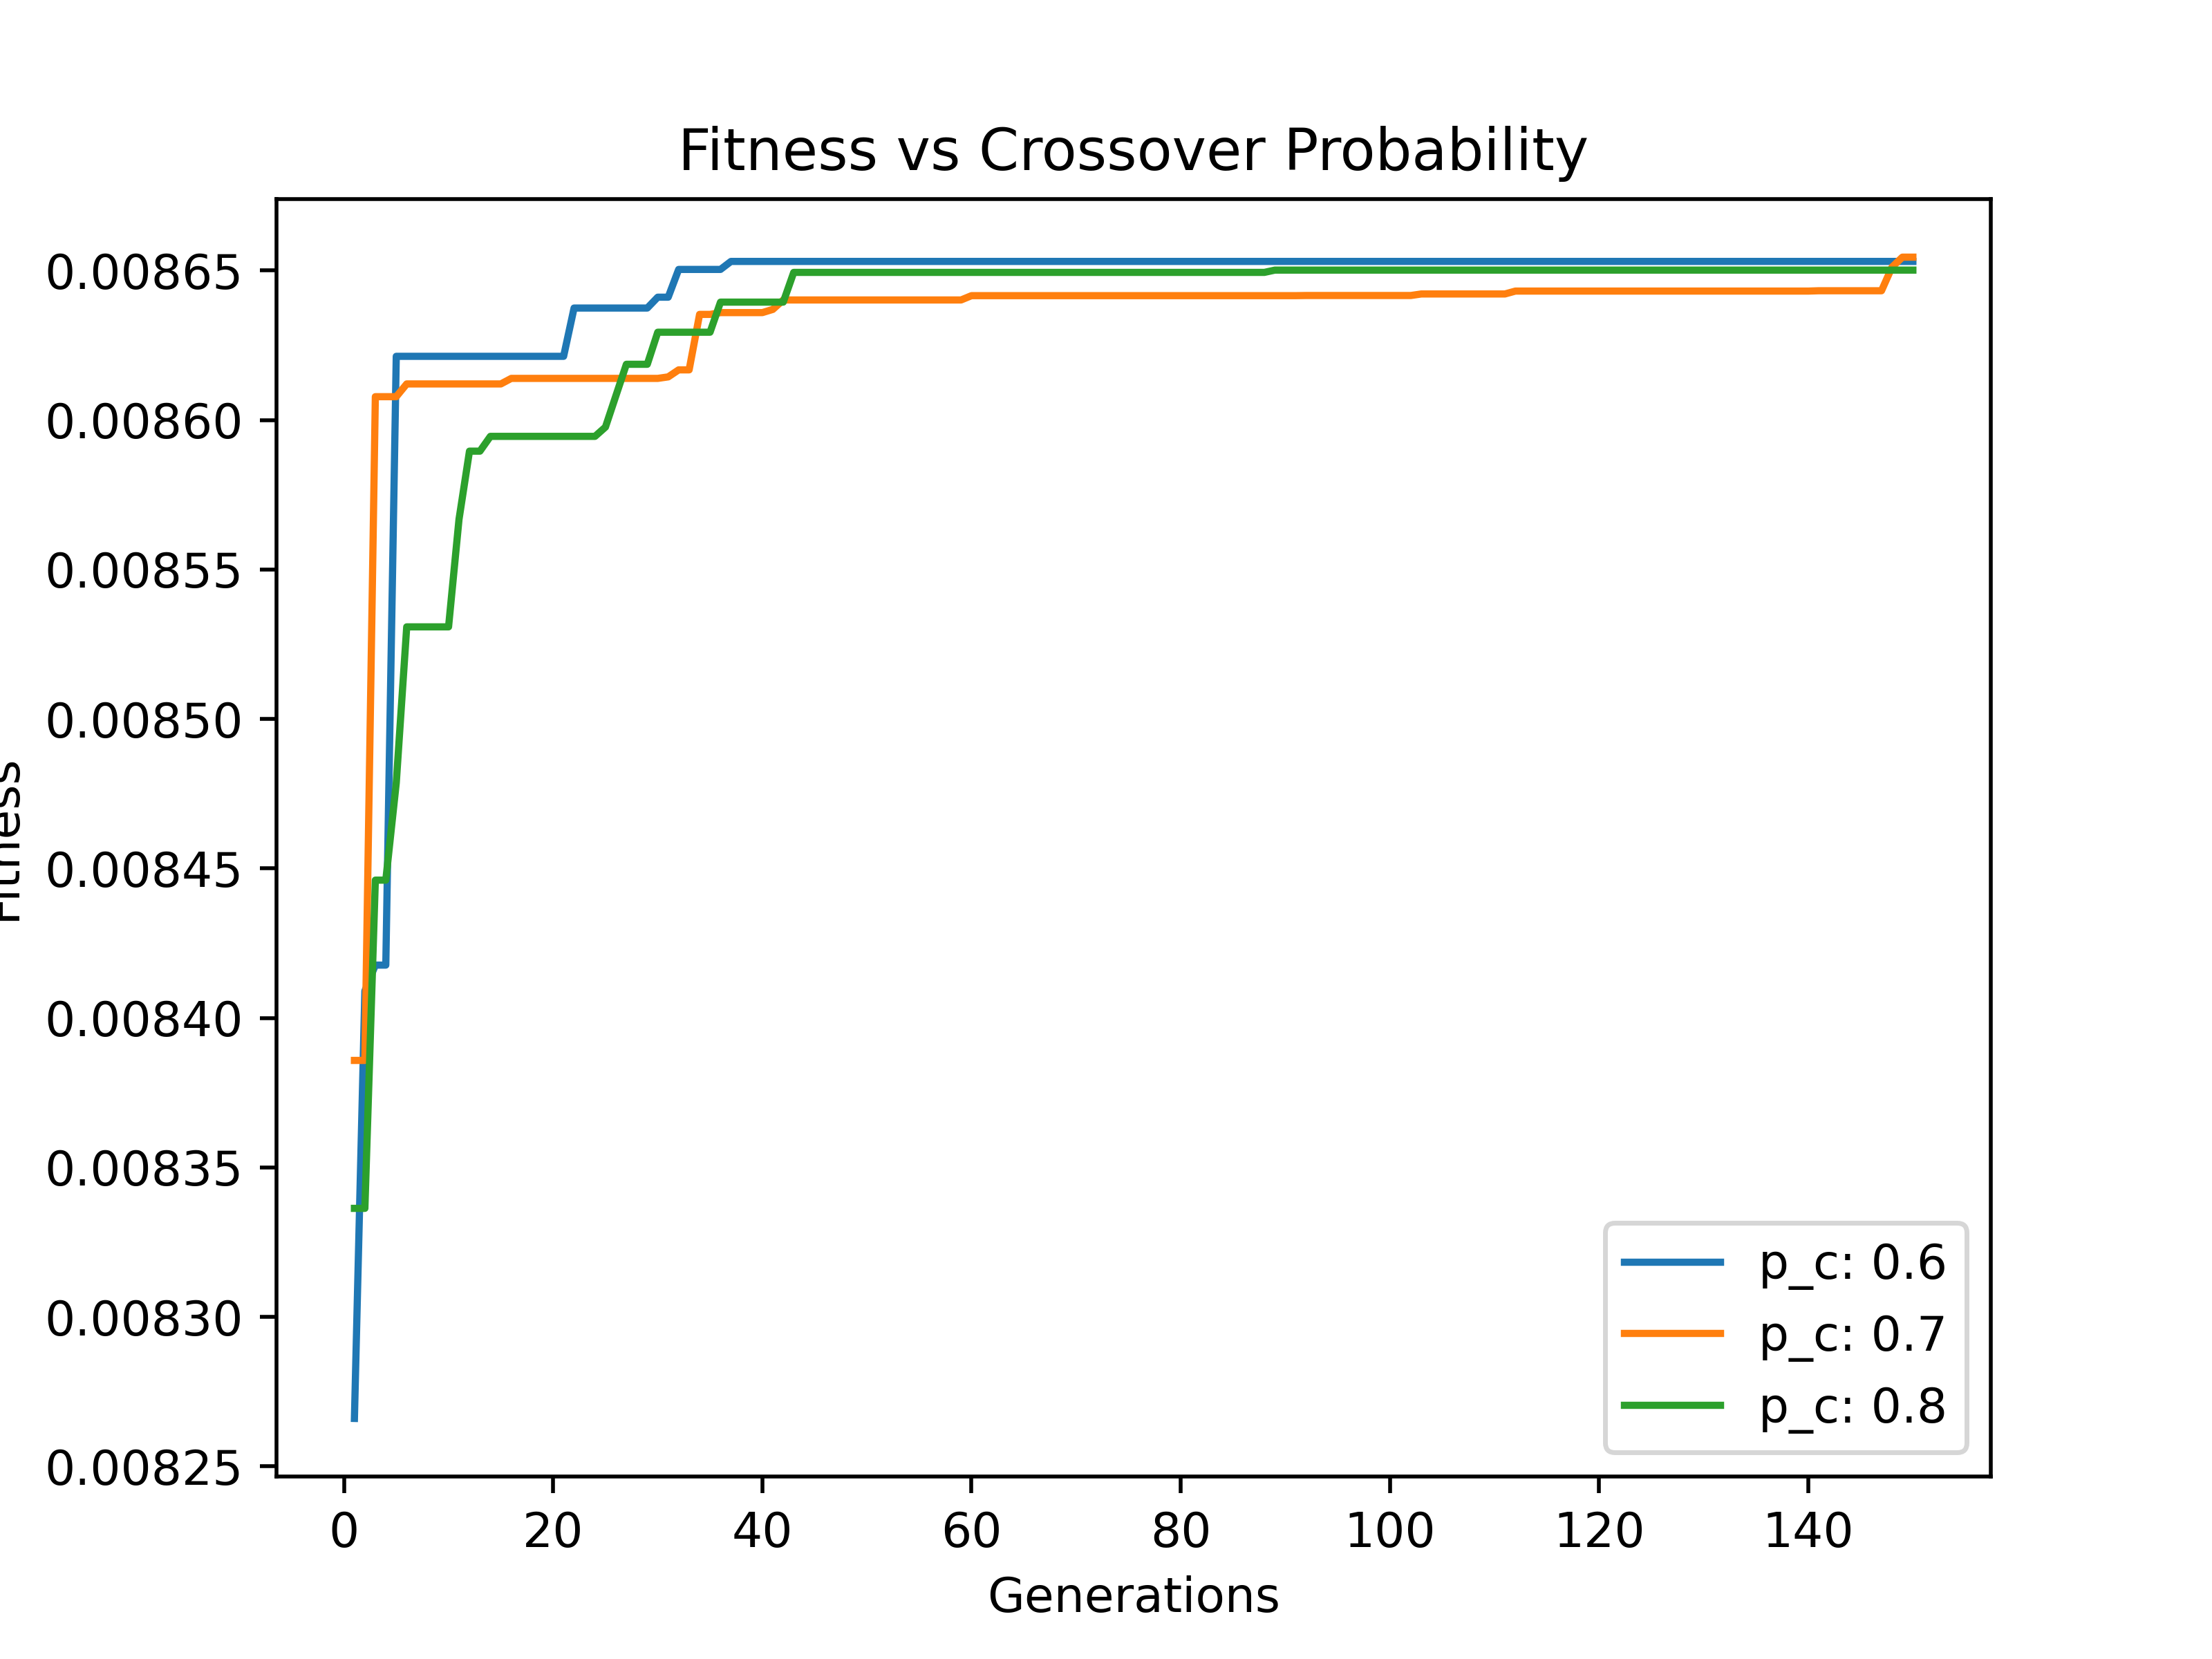 Fitness vs Crossover Probability
0.00865
0.00860
0.00855
0.00850
0.00845
0.00840
0.00835
0.00830
0.00825
Fitness
0 20 40 60 80 100 120 140
Generations
p_c: 0.6
p_c: 0.7
p_c: 0.8